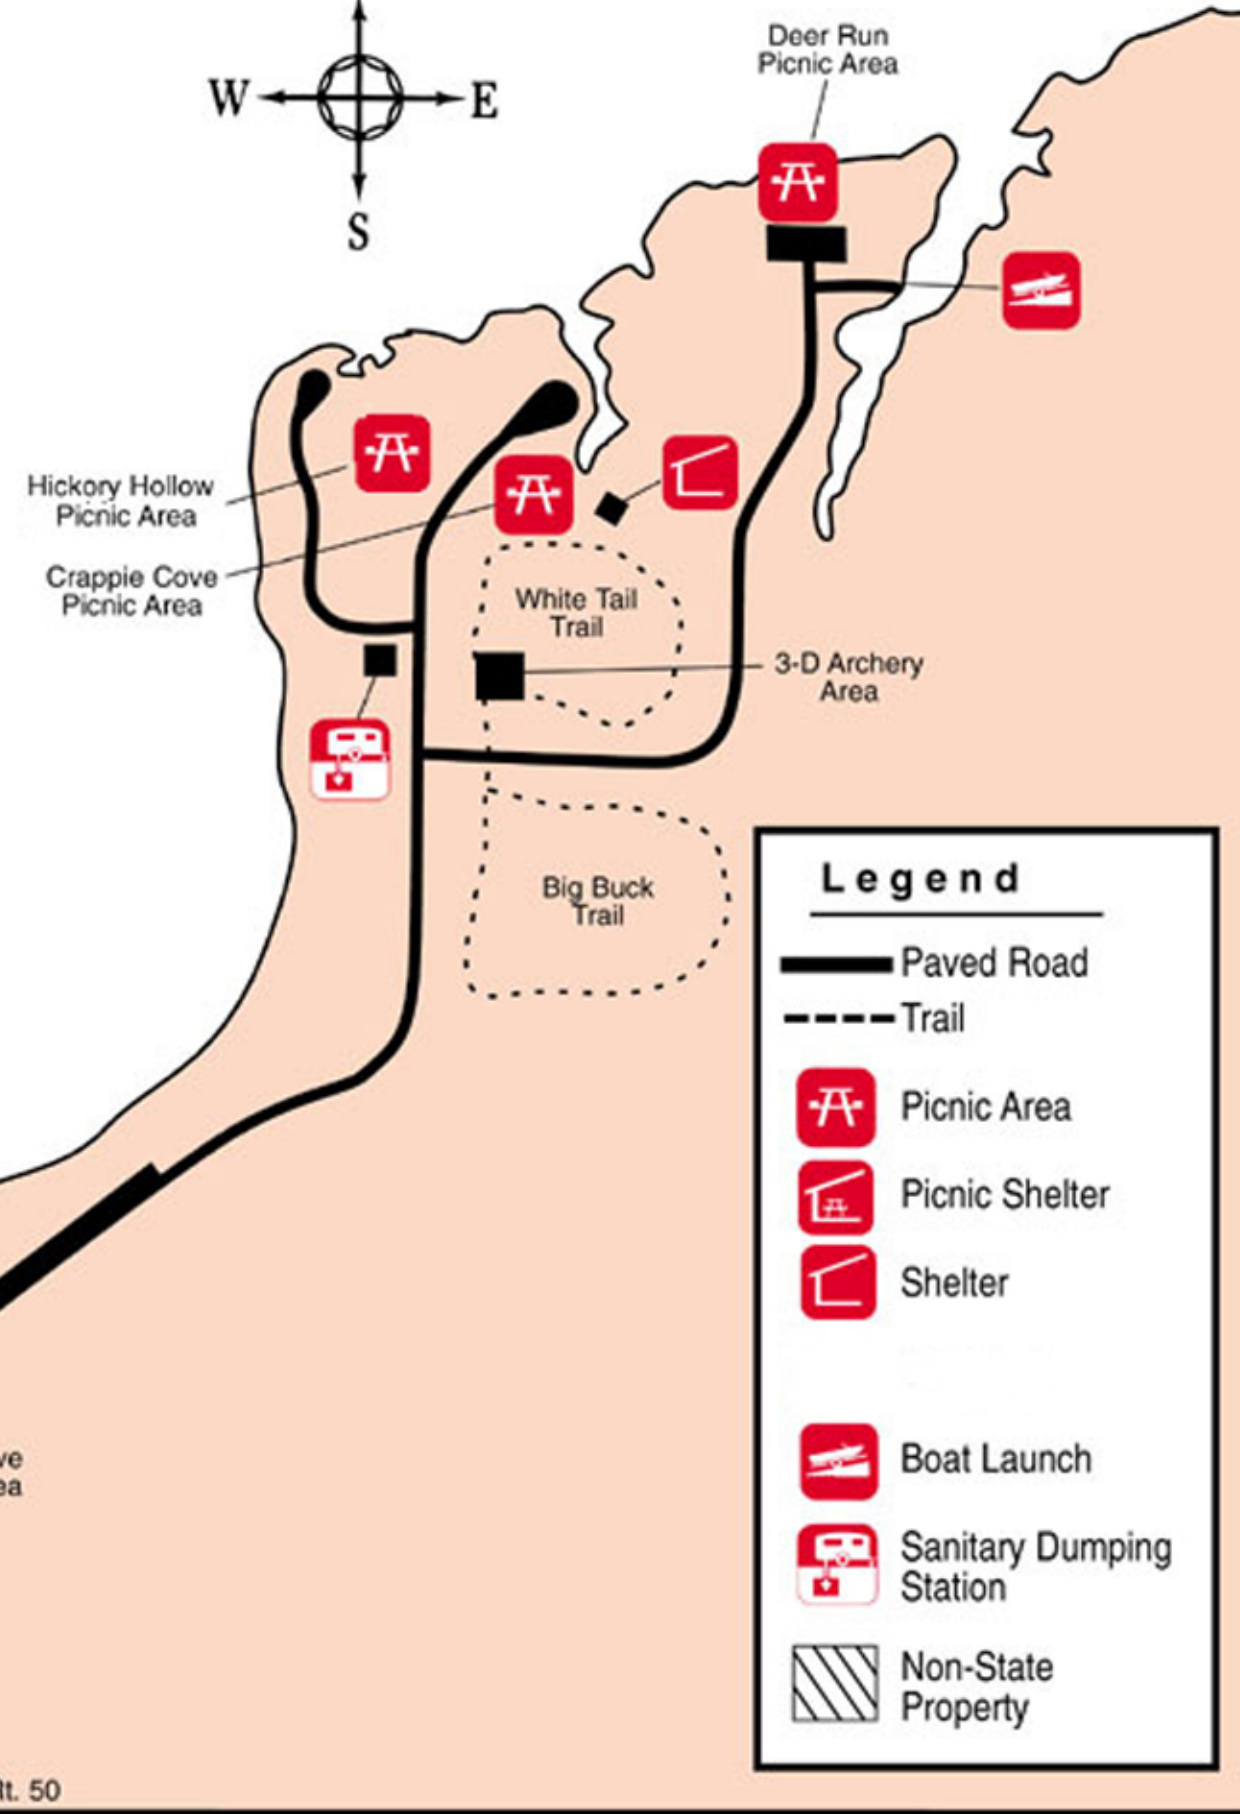 Deer Run
Picnic Area
W
E
S
Hickory Hollow
Picnic Area
Crappie Cove
Picnic Area
White Tail
Trail
3-D Archery
Area
Big Buck
Trail
Legend
Paved Road
Trail
Picnic Area
Picnic Shelter
Shelter
Boat Launch
Sanitary Dumping
Station
Non-State
Property
50